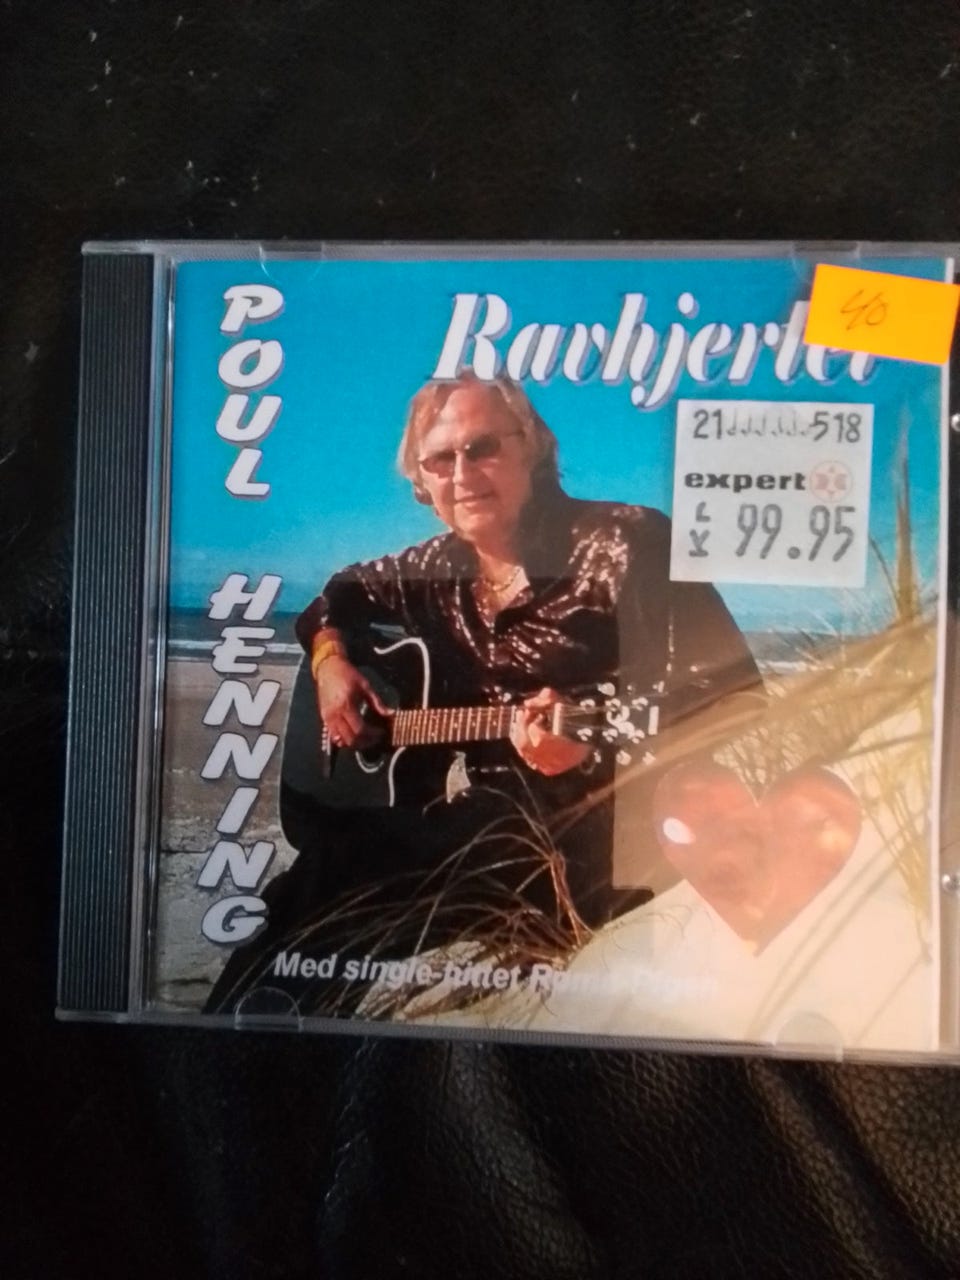 POUL HENNING
Ravhjertet
40
21 518
expert
99.95
Med single-hittet